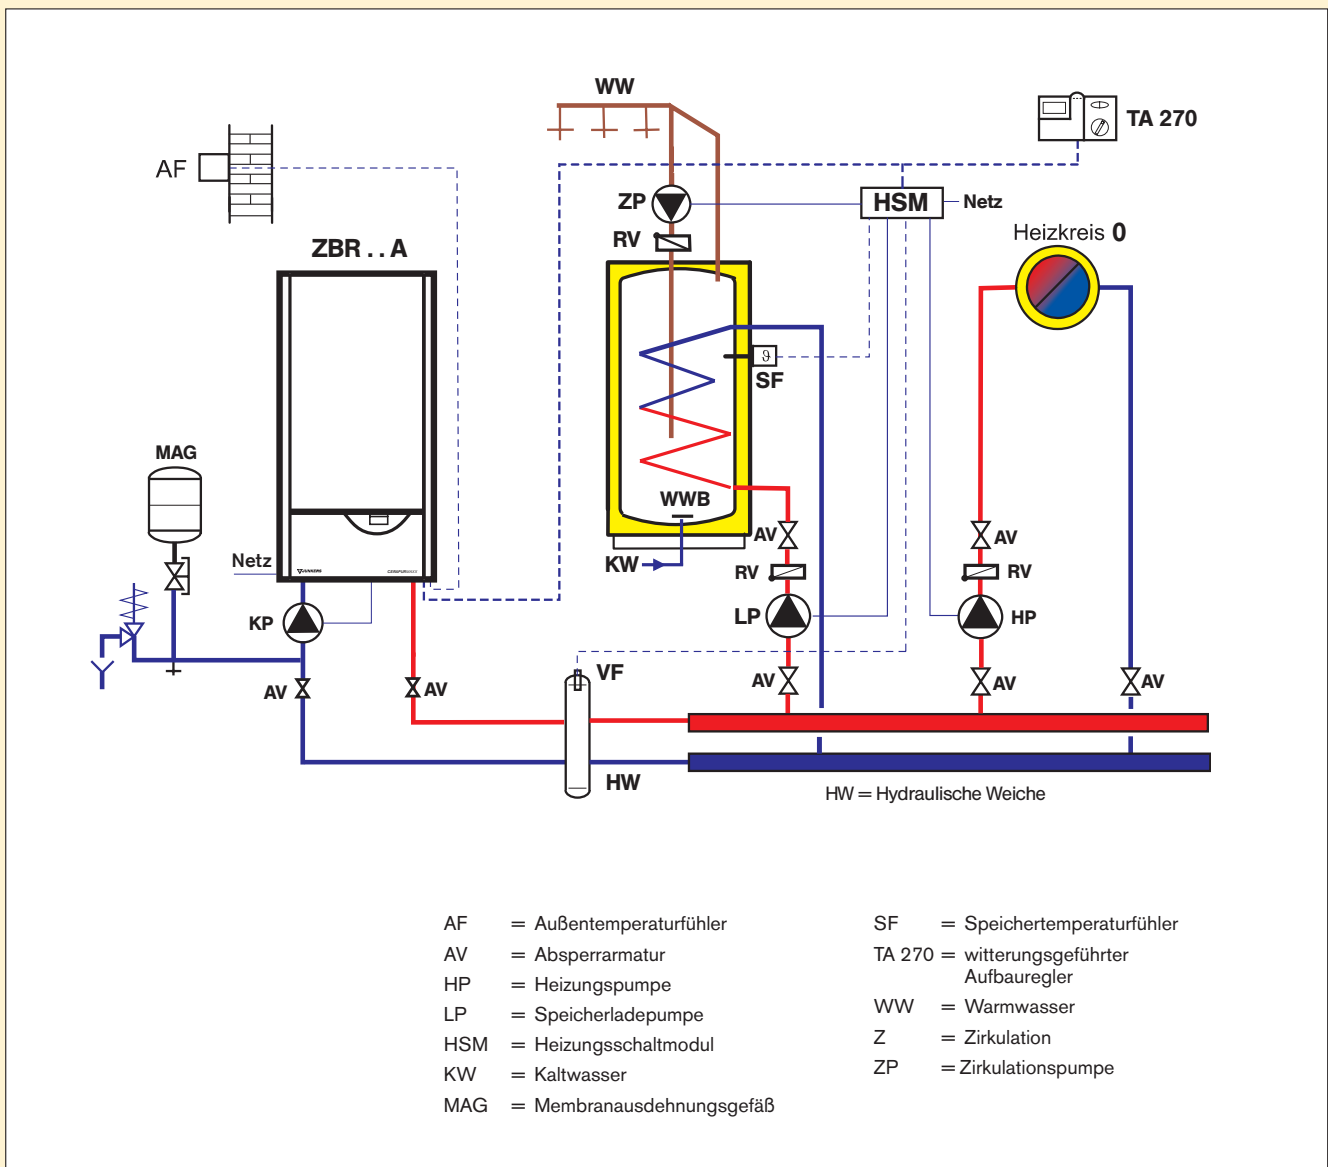 WW
TA 270
AF
ZP
HSM
Netz
RV
Heizkreis 0
ZBR . . A
SF
MAG
WWB
AV
AV
Netz
KW
RV
RV
JUNKERS
KP
LP
HP
VF
AV
AV
AV
AV
AV
HW
HW = Hydraulische Weiche
AF = Außentemperaturfühler
AV = Absperrarmatur
HP = Heizungspumpe
LP = Speicherladepumpe
HSM = Heizungsschaltmodul
KW = Kaltwasser
MAG = Membranausdehnungsgefäß
SF = Speichertemperaturfühler
TA 270 = witterungsgeführter
Aufbauregler
WW = Warmwasser
Z = Zirkulation
ZP = Zirkulationspumpe